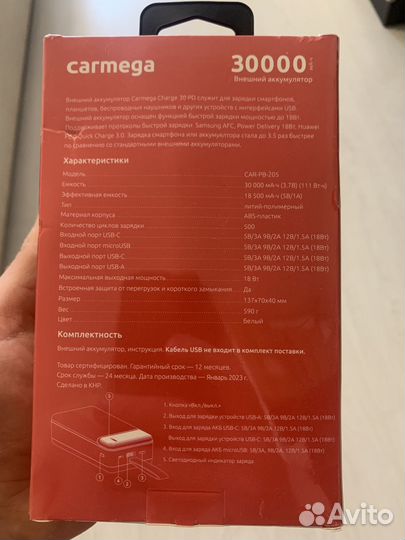 carmega
30000 мА·ч
Внешний аккумулятор
Внешний аккумулятор Carmega Charge 30 PD служит для зарядки смартфонов,
планшетов, беспроводных наушников и других устройств с интерфейсами USB.
Внешний аккумулятор оснащен функцией быстрой зарядки мощностью до 18Вт.
Поддерживает протоколы быстрой зарядки: Samsung AFC, Power Delivery 18Вт, Huawei
Quick Charge 3.0. Зарядка смартфона или аккумулятора стала до 3.5 раз быстрее
по сравнению со стандартными внешними аккумуляторами.
Характеристики
Модель CAR-PB-205
Емкость 30 000 мА·ч (3,7В) (111 Вт·ч)
Эффективная емкость 18 500 мА·ч (5В/1А)
Тип литий-полимерный
Материал корпуса ABS-пластик
Количество циклов зарядки 500
Входной порт USB-C 5В/3А 9В/2А 12В/1.5А (18Вт)
Входной порт microUSB 5В/3А 9В/2А 12В/1.5А (18Вт)
Выходной порт USB-C 5В/3А 9В/2А 12В/1.5А (18Вт)
Выходной порт USB-A 5В/3А 9В/2А 12В/1.5А (18Вт)
Максимальная выходная мощность 18 Вт
Встроенная защита от перегрузок и короткого замыкания Да
Размер 137х70х40 мм
Вес 590 г
Цвет белый
Комплектность
Внешний аккумулятор, инструкция. Кабель USB не входит в комплект поставки.
Товар сертифицирован. Гарантийный срок — 12 месяцев.
Срок службы — 24 месяца. Дата производства — Январь 2023 г.
Сделано в КНР.
1. Кнопка «Вкл./выкл.»
2. Выход для зарядки устройств USB-A: 5В/3А 9В/2А 12В/1.5А (18Вт)
3. Вход для заряда АКБ USB-C: 5В/3А 9В/2А 12В/1.5А (18Вт)
Выход для зарядки устройств USB-C: 5В/3А 9В/2А 12В/1.5А (18Вт)
4. Вход для заряда АКБ microUSB: 5В/3А, 9В/2А, 12В/1.5А (18Вт)
5. Светодиодный индикатор заряда
5
1
4
2
3
Avito